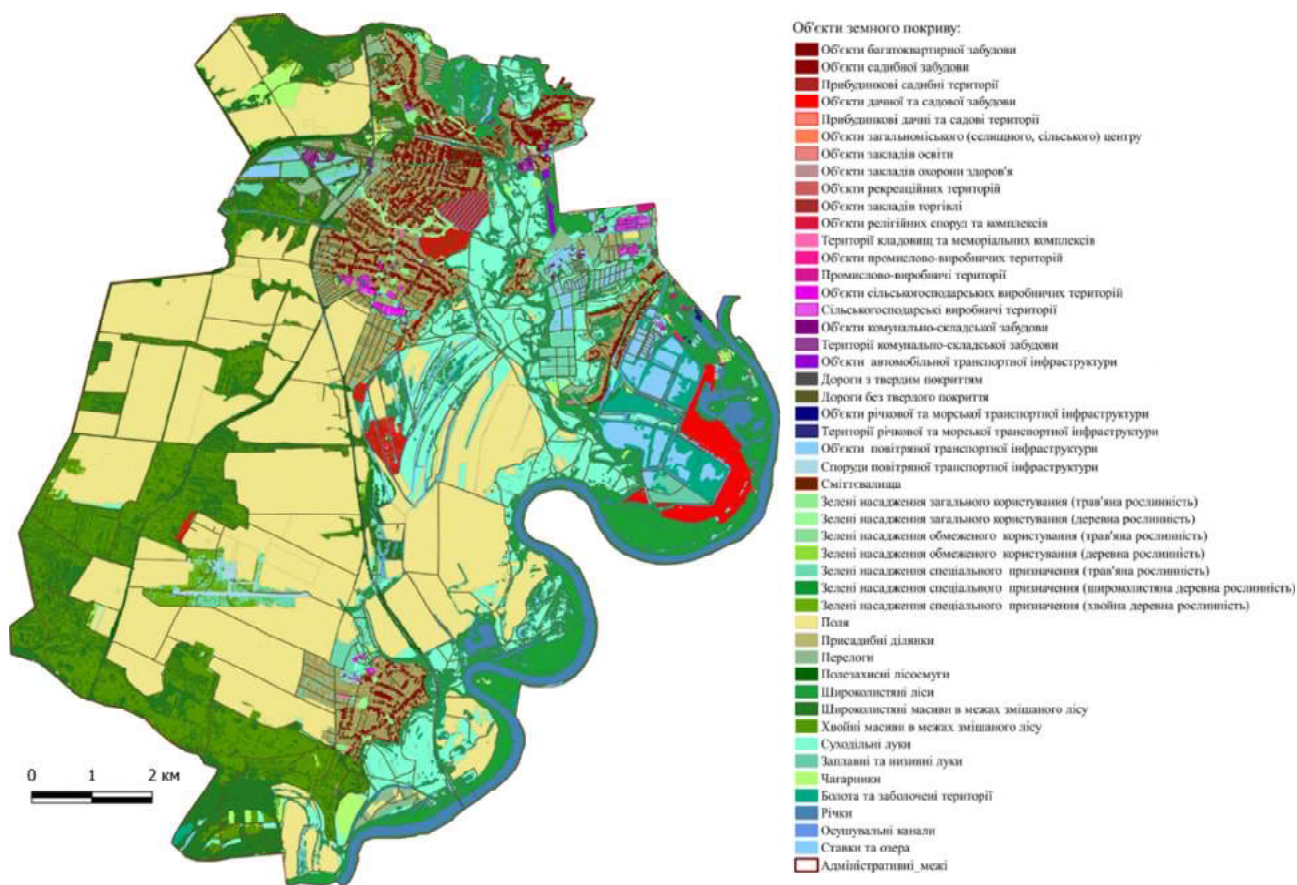 Об'єкти земного покриву:
Об'єкти багатоквартирної забудови
Об'єкти садибної забудови
Прибудинкові садибні території
Об'єкти дачної та садової забудови
Прибудинкові дачні та садові території
Об'єкти загальноміського (селищного, сільського) центру
Об'єкти закладів освіти
Об'єкти закладів охорони здоров'я
Об'єкти рекреаційних територій
Об'єкти закладів торгівлі
Об'єкти релігійних споруд та комплексів
Території кладовищ та меморіальних комплексів
Об'єкти промислово-виробничих територій
Промислово-виробничі території
Об'єкти сільськогосподарських виробничих територій
Сільськогосподарські виробничі території
Об'єкти комунально-складської забудови
Території комунально-складської забудови
Об'єкти автомобільної транспортної інфраструктури
Дороги з твердим покриттям
Дороги без твердого покриття
Об'єкти річкової та морської транспортної інфраструктури
Території річкової та морської транспортної інфраструктури
Об'єкти повітряної транспортної інфраструктури
Споруди повітряної транспортної інфраструктури
Сміттєвалища
Зелені насадження загального користування (трав'яна рослинність)
Зелені насадження загального користування (деревна рослинність)
Зелені насадження обмеженого користування (трав'яна рослинність)
Зелені насадження обмеженого користування (деревна рослинність)
Зелені насадження спеціального призначення (трав'яна рослинність)
Зелені насадження спеціального призначення (широколистяна деревна рослинність)
Зелені насадження спеціального призначення (хвойна деревна рослинність)
Поля
Присадибні ділянки
Перелоги
Полезахисні лісосмуги
Широколистяні ліси
Широколистяні масиви в межах змішаного лісу
Хвойні масиви в межах змішаного лісу
Суходільні луки
Заплавні та низинні луки
Чагарники
Болота та заболочені території
Річки
Осушувальні канали
Ставки та озера
Адміністративні_межі
0 1 2 км